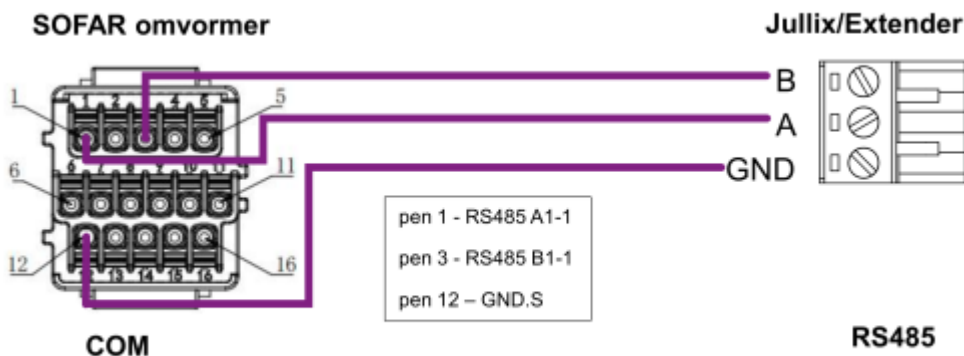 SOFAR omvormer
Jullix/Extender
1 2 4 5
1
5
B
A
6 7 8 9 10 11
6
11
GND
pen 1 - RS485 A1-1
pen 3 - RS485 B1-1
pen 12 – GND.S
12
16
12 13 14 15 16
COM
RS485